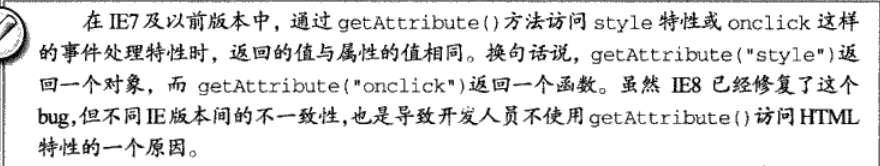 在 IE7 及以前版本中，通过 getAttribute()方法访问 style 特性或 onclick 这样
的事件处理特性时，返回的值与属性的值相同。换句话说，getAttribute("style")返
回一个对象，而 getAttribute("onclick")返回一个函数。虽然 IE8 已经修复了这个
bug,但不同 IE 版本间的不一致性，也是导致开发人员不使用 getAttribute()访问 HTML
特性的一个原因。